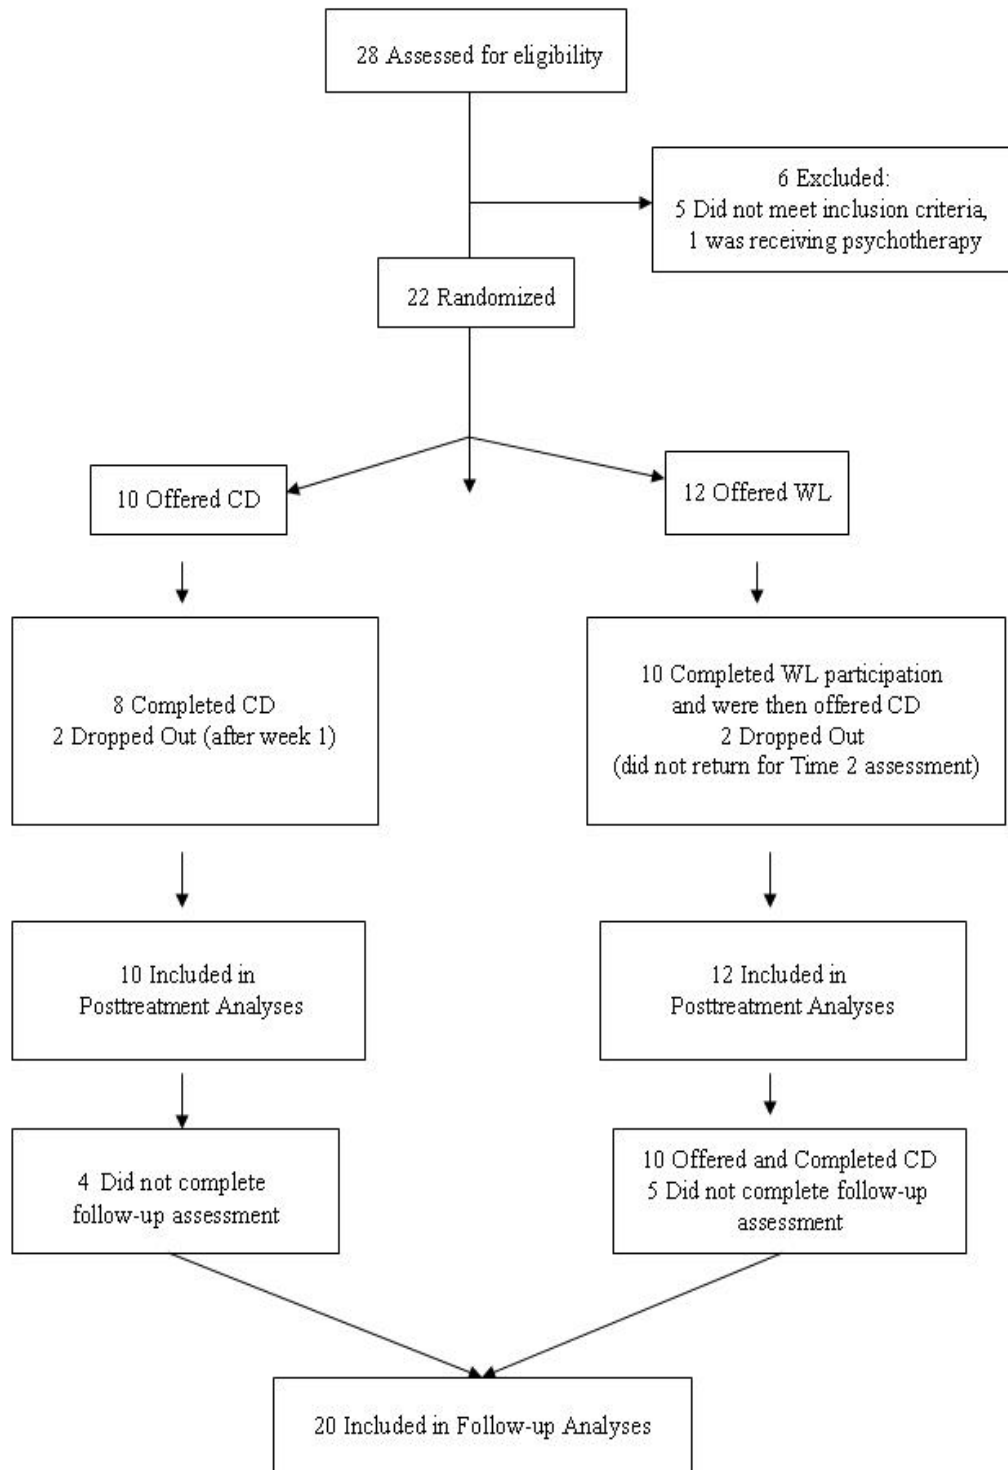 28 Assessed for eligibility
6 Excluded:
5 Did not meet inclusion criteria,
1 was receiving psychotherapy
22 Randomized
10 Offered CD
12 Offered WL
8 Completed CD
2 Dropped Out (after week 1)
10 Completed WL participation
and were then offered CD
2 Dropped Out
(did not return for Time 2 assessment)
10 Included in
Posttreatment Analyses
12 Included in
Posttreatment Analyses
4 Did not complete
follow-up assessment
10 Offered and Completed CD
5 Did not complete follow-up
assessment
20 Included in Follow-up Analyses